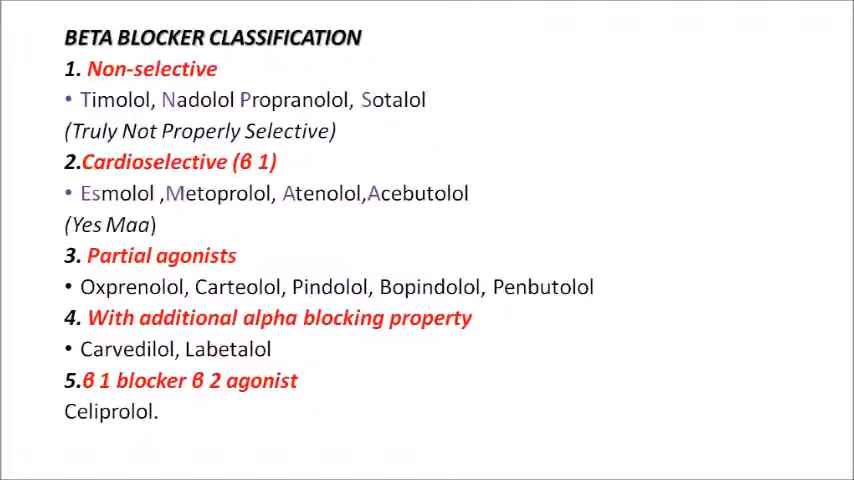 BETA BLOCKER CLASSIFICATION
1. Non-selective
• Timolol, Nadolol Propranolol, Sotalol
(Truly Not Properly Selective)
2.Cardioselective (β 1)
• Esmolol ,Metoprolol, Atenolol,Acebutolol
(Yes Maa)
3. Partial agonists
• Oxprenolol, Carteolol, Pindolol, Bopindolol, Penbutolol
4. With additional alpha blocking property
• Carvedilol, Labetalol
5.β 1 blocker β 2 agonist
Celiprolol.